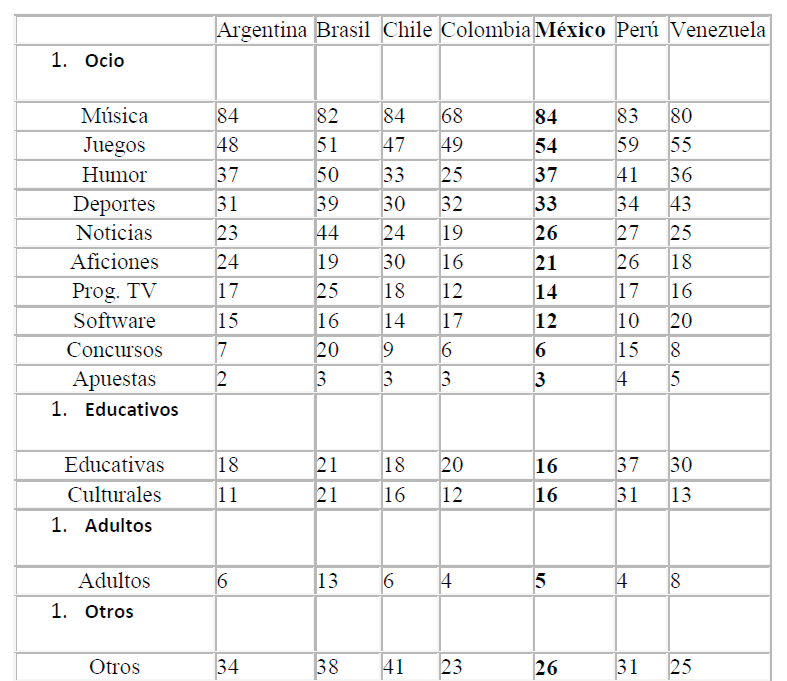 Argentina Brasil Chile Colombia México Perú Venezuela
1. Ocio
Música 84 82 84 68 84 83 80
Juegos 48 51 47 49 54 59 55
Humor 37 50 33 25 37 41 36
Deportes 31 39 30 32 33 34 43
Noticias 23 44 24 19 26 27 25
Aficiones 24 19 30 16 21 26 18
Prog. TV 17 25 18 12 14 17 16
Software 15 16 14 17 12 10 20
Concursos 7 20 9 6 6 15 8
Apuestas 2 3 3 3 3 4 5
1. Educativos
Educativas 18 21 18 20 16 37 30
Culturales 11 21 16 12 16 31 13
1. Adultos
Adultos 6 13 6 4 5 4 8
1. Otros
Otros 34 38 41 23 26 31 25